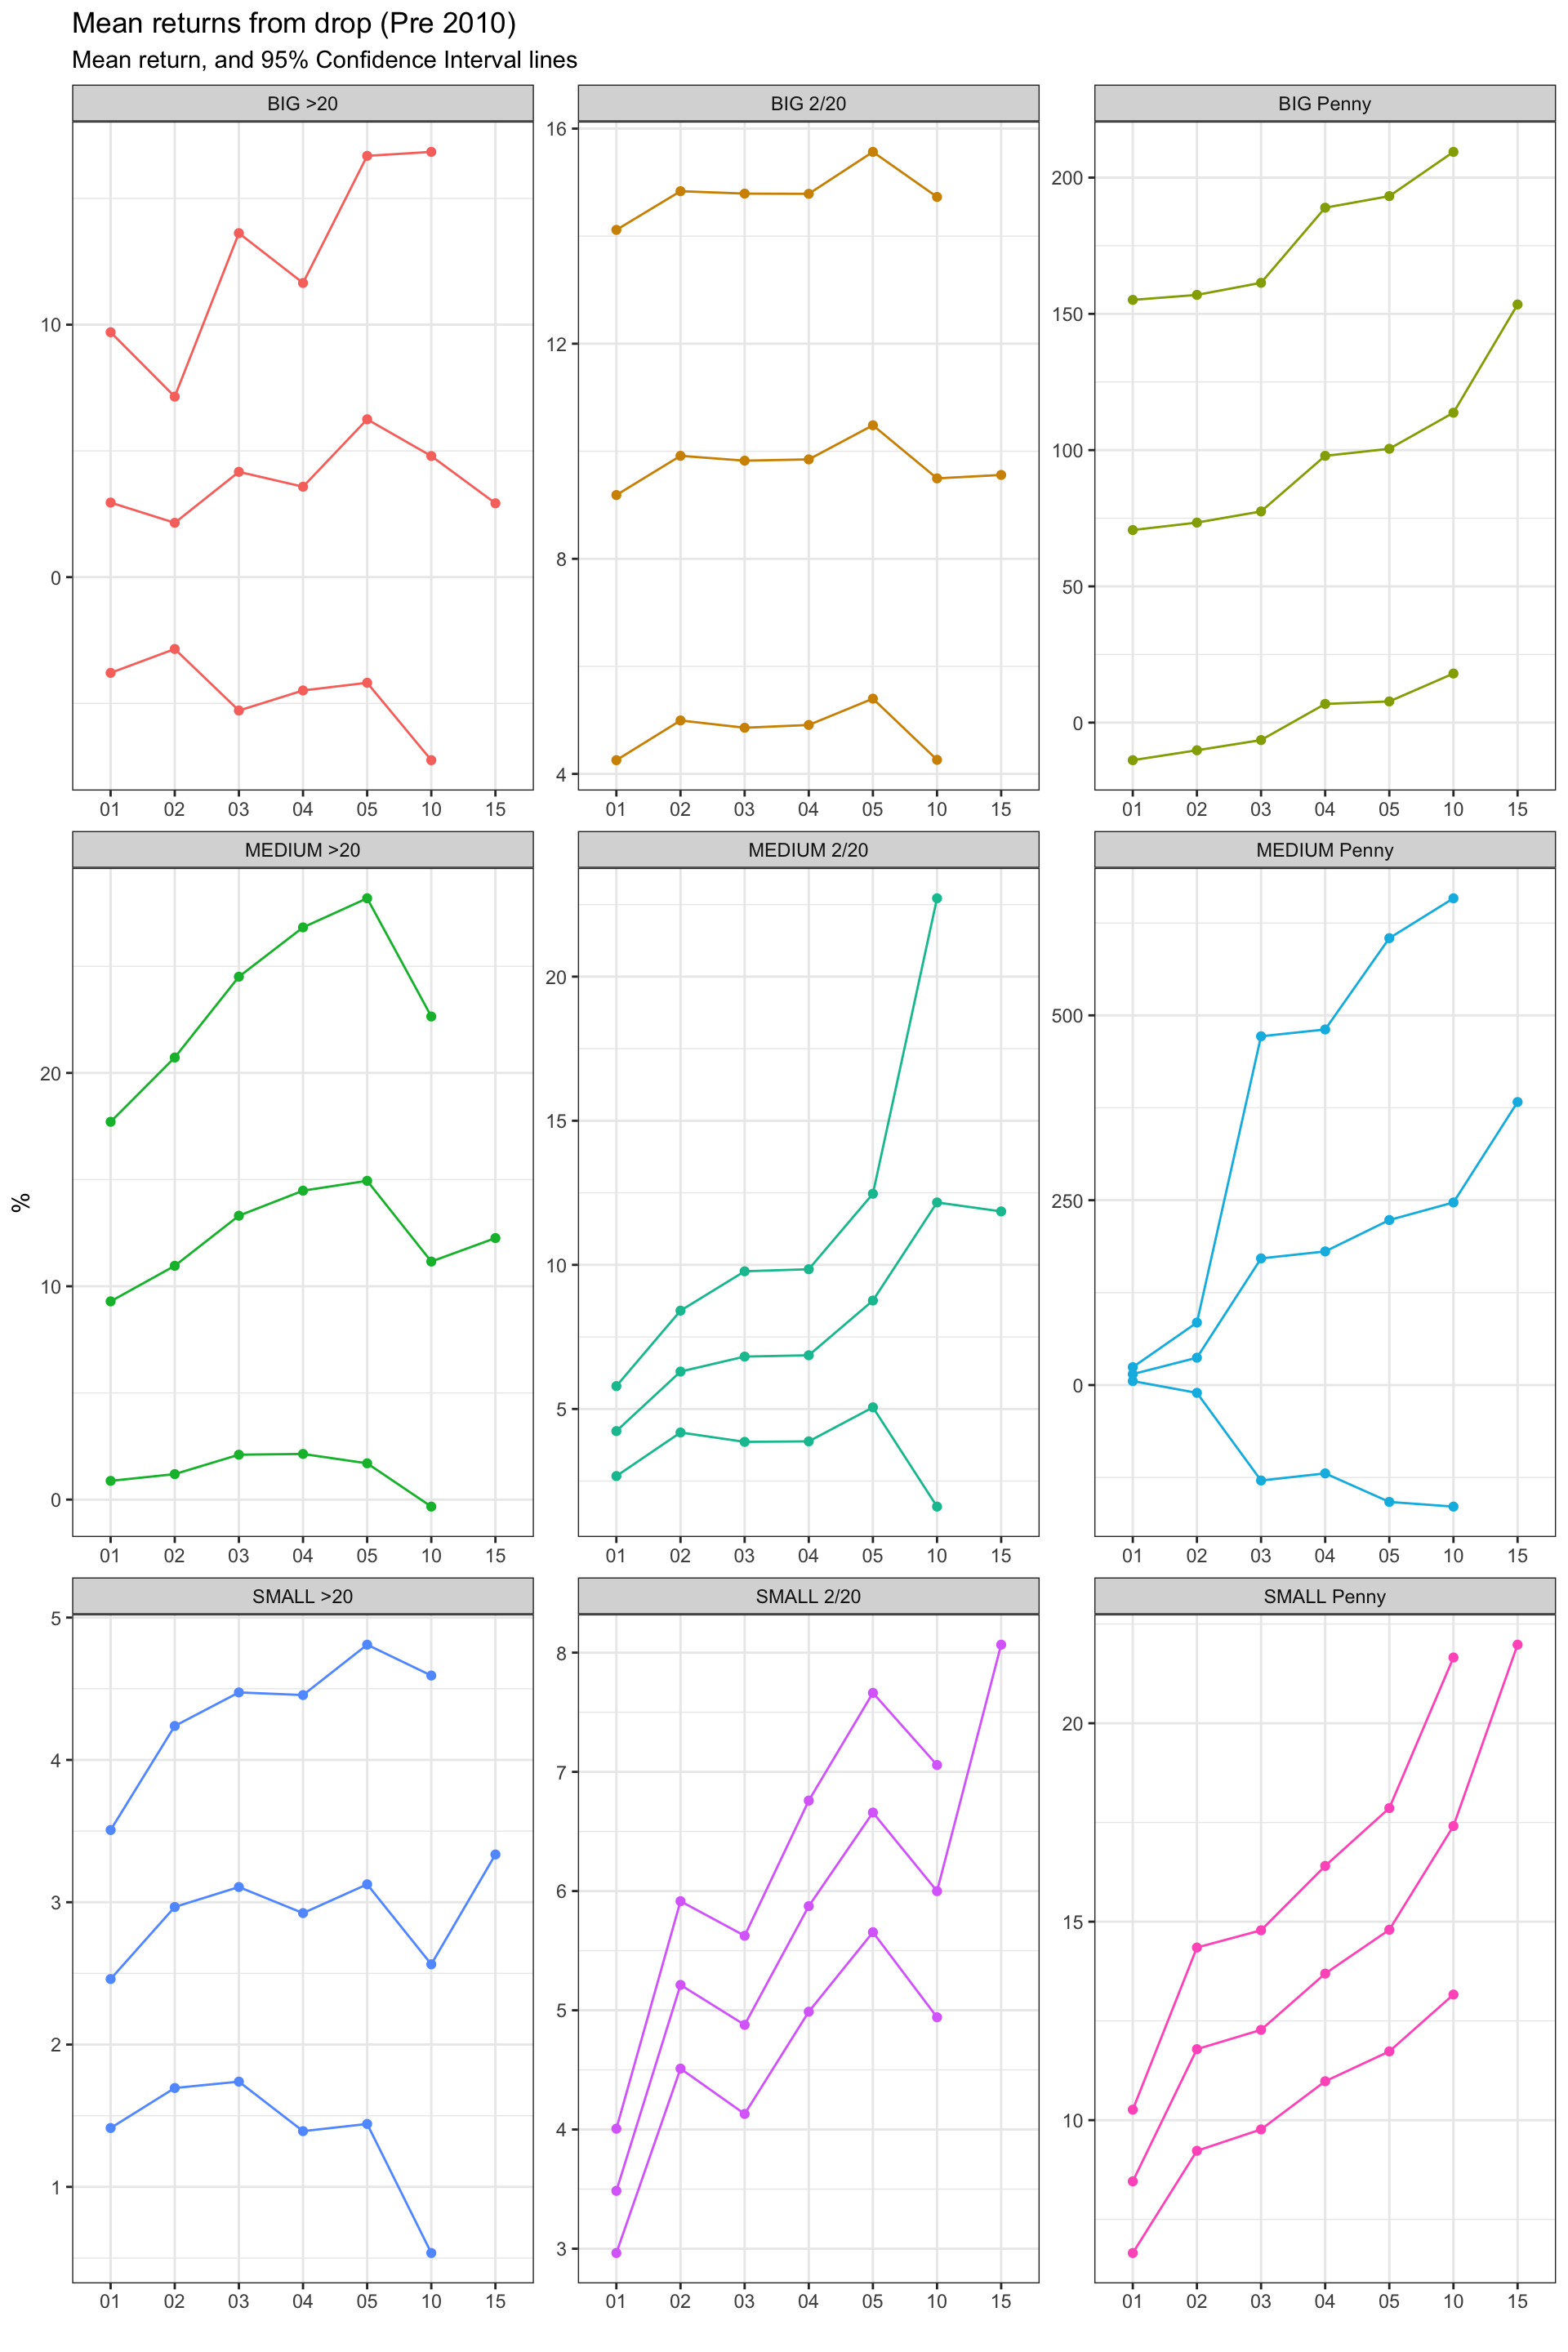 Mean returns from drop (Pre 2010)
Mean return, and 95% Confidence Interval lines
BIG >20
BIG 2/20
BIG Penny
10
0
16
12
8
4
200
150
100
50
0
01 02 03 04 05 10 15
01 02 03 04 05 10 15
01 02 03 04 05 10 15
%
MEDIUM >20
MEDIUM 2/20
MEDIUM Penny
20
10
0
20
15
10
5
500
250
0
01 02 03 04 05 10 15
01 02 03 04 05 10 15
01 02 03 04 05 10 15
SMALL >20
SMALL 2/20
SMALL Penny
5
4
3
2
1
8
7
6
5
4
3
20
15
10
01 02 03 04 05 10 15
01 02 03 04 05 10 15
01 02 03 04 05 10 15